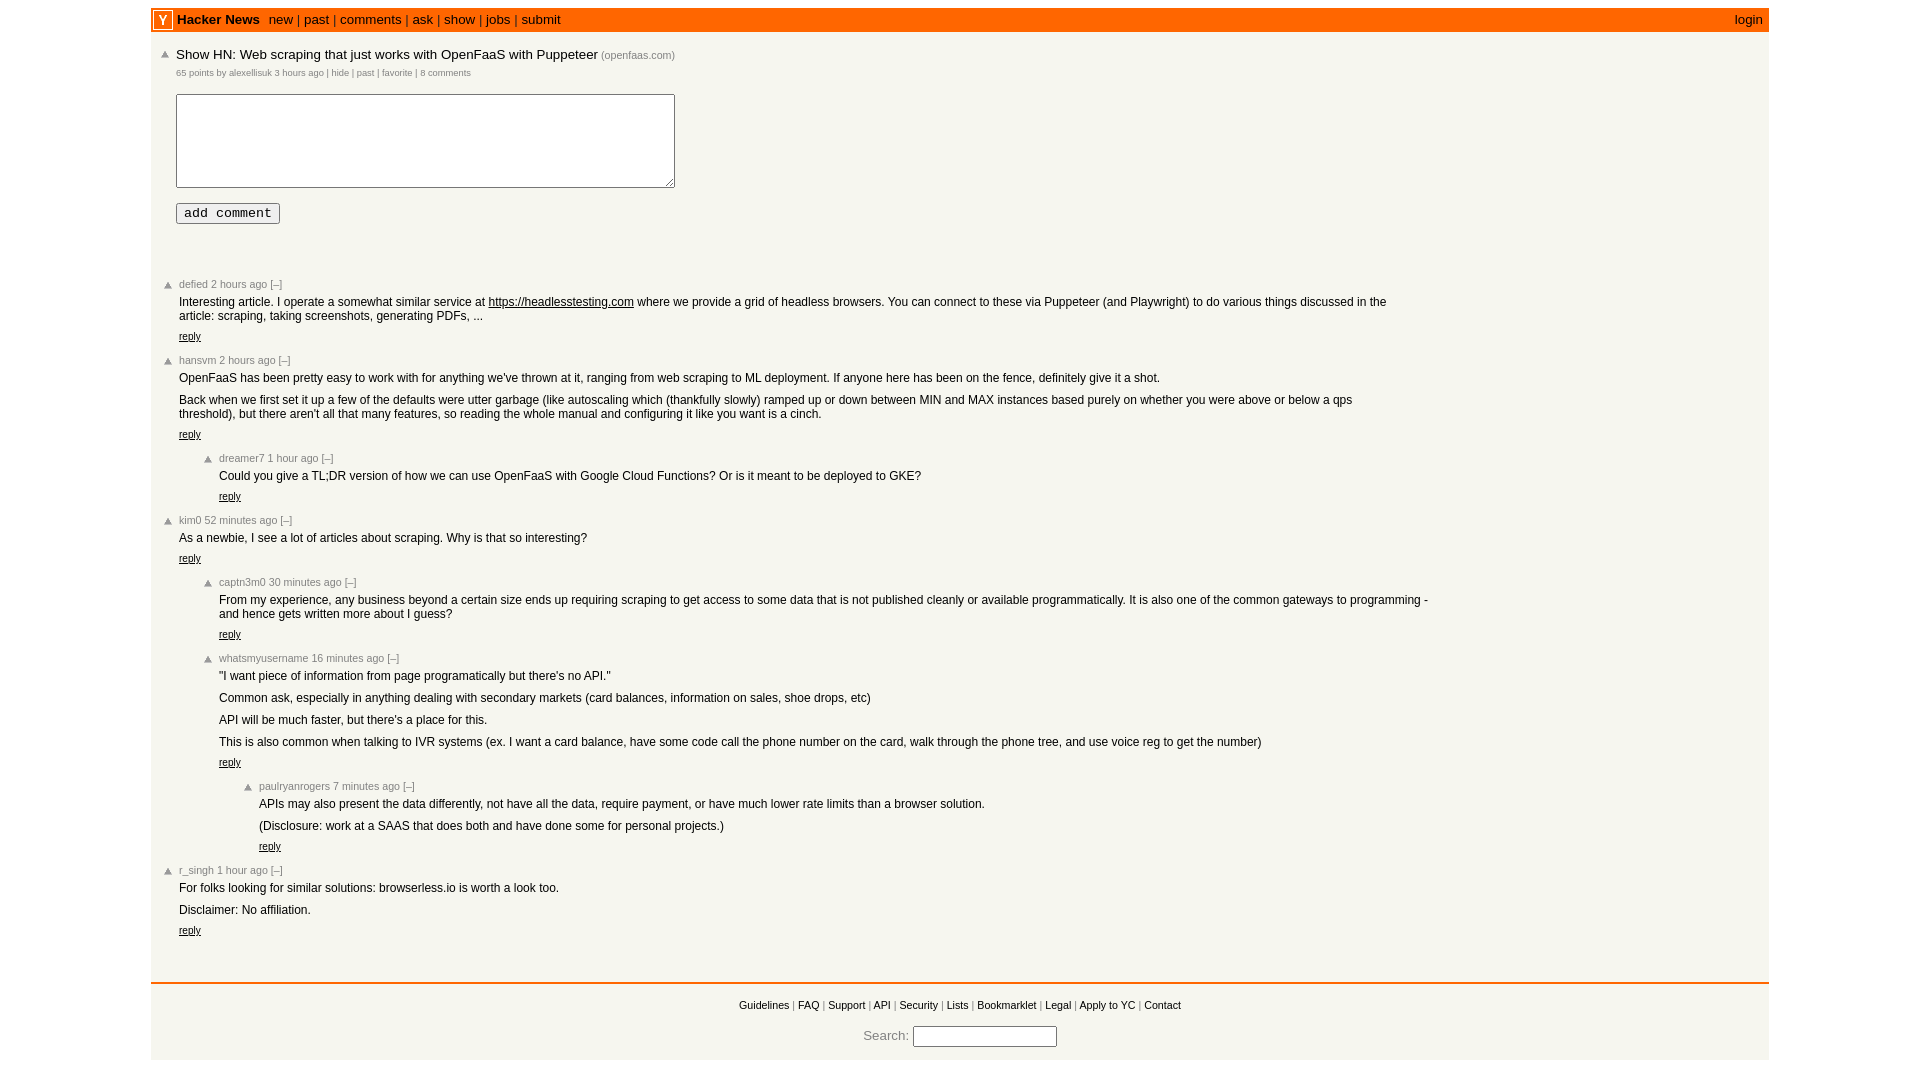 Y Hacker News new | past | comments | ask | show | jobs | submit login
Show HN: Web scraping that just works with OpenFaaS with Puppeteer (openfaas.com)
65 points by alexellisuk 3 hours ago | hide | past | favorite | 8 comments
add comment
defied 2 hours ago [–]
Interesting article. I operate a somewhat similar service at https://headlesstesting.com where we provide a grid of headless browsers. You can connect to these via Puppeteer (and Playwright) to do various things discussed in the
article: scraping, taking screenshots, generating PDFs, ...
reply
hansvm 2 hours ago [–]
OpenFaaS has been pretty easy to work with for anything we've thrown at it, ranging from web scraping to ML deployment. If anyone here has been on the fence, definitely give it a shot.
Back when we first set it up a few of the defaults were utter garbage (like autoscaling which (thankfully slowly) ramped up or down between MIN and MAX instances based purely on whether you were above or below a qps
threshold), but there aren't all that many features, so reading the whole manual and configuring it like you want is a cinch.
reply
dreamer7 1 hour ago [–]
Could you give a TL;DR version of how we can use OpenFaaS with Google Cloud Functions? Or is it meant to be deployed to GKE?
reply
kim0 52 minutes ago [–]
As a newbie, I see a lot of articles about scraping. Why is that so interesting?
reply
captn3m0 30 minutes ago [–]
From my experience, any business beyond a certain size ends up requiring scraping to get access to some data that is not published cleanly or available programmatically. It is also one of the common gateways to programming -
and hence gets written more about I guess?
reply
whatsmyusername 16 minutes ago [–]
"I want piece of information from page programatically but there's no API."
Common ask, especially in anything dealing with secondary markets (card balances, information on sales, shoe drops, etc)
API will be much faster, but there's a place for this.
This is also common when talking to IVR systems (ex. I want a card balance, have some code call the phone number on the card, walk through the phone tree, and use voice reg to get the number)
reply
paulryanrogers 7 minutes ago [–]
APIs may also present the data differently, not have all the data, require payment, or have much lower rate limits than a browser solution.
(Disclosure: work at a SAAS that does both and have done some for personal projects.)
reply
r_singh 1 hour ago [–]
For folks looking for similar solutions: browserless.io is worth a look too.
Disclaimer: No affiliation.
reply
Guidelines | FAQ | Support | API | Security | Lists | Bookmarklet | Legal | Apply to YC | Contact
Search: